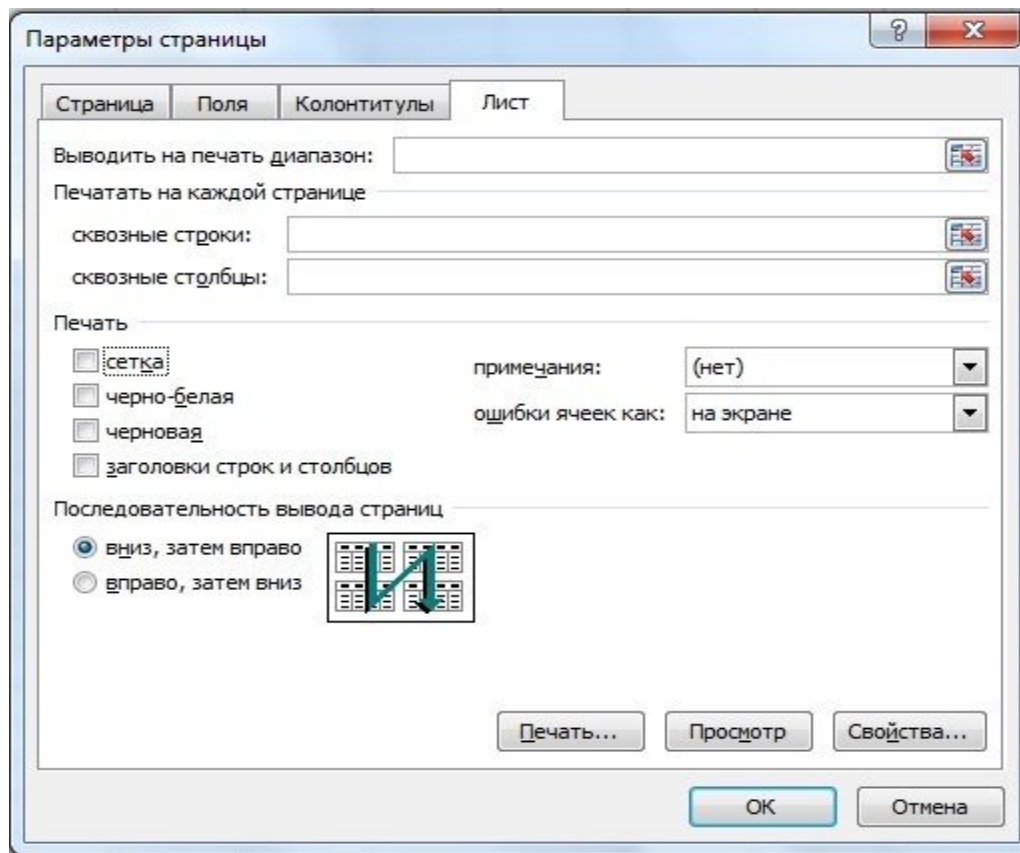 Параметры страницы
Страница Поля Колонтитулы Лист
Выводить на печать диапазон:
Печатать на каждой странице
сквозные строки:
сквозные столбцы:
Печать
сетка примечания: (нет)
черно-белая
ошибки ячеек как: на экране
черновая
заголовки строк и столбцов
Последовательность вывода страниц
вниз, затем вправо
вправо, затем вниз
Печать... Просмотр Свойства...
ОК Отмена